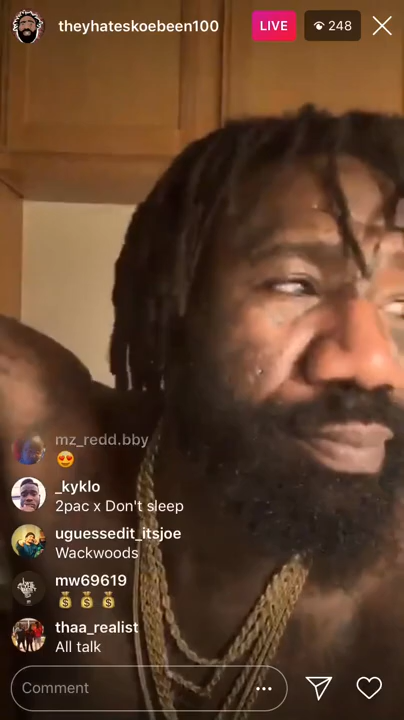 theyhateskoebeen100
LIVE
248
mz_redd.bby
😍
_kyklo
2pac x Don't sleep
uguessedit_itsjoe
Wackwoods
mw69619
💰 💰 💰
thaa_realist
All talk
Comment